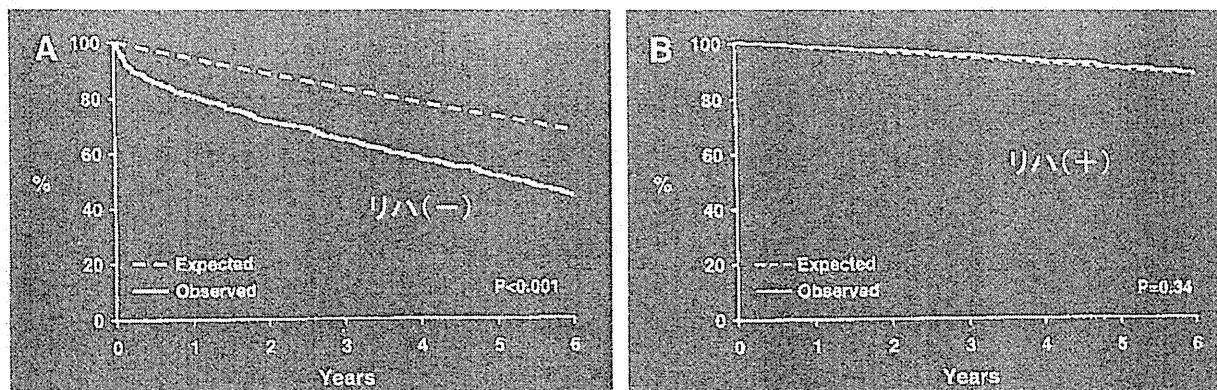 A
100
80
60
%
40
20
0
リハ(－)
Expected
Observed
P<0.001
0 1 2 3 4 5 6
Years
B
100
80
60
%
40
20
0
リハ(＋)
Expected
Observed
P=0.34
0 1 2 3 4 5 6
Years